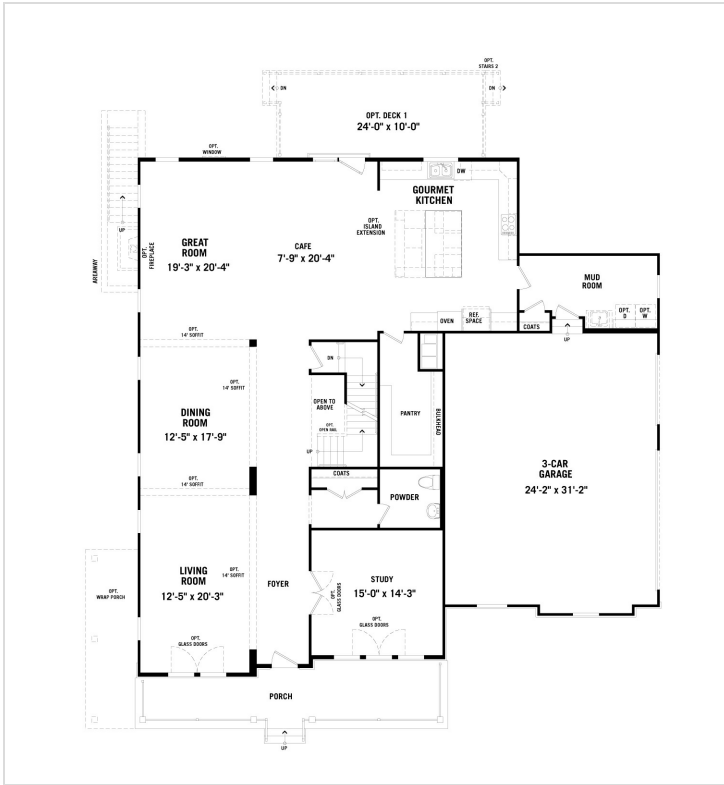 OPT.
STAIRS 2
DN
DN
OPT. DECK 1
24'-0" x 10'-0"
OPT.
WINDOW
DW
GOURMET
KITCHEN
OPT.
ISLAND
EXTENSION
UP
OPT.
FIREPLACE
GREAT
ROOM
19'-3" x 20'-4"
CAFE
7'-9" x 20'-4"
AREAWAY
MUD
ROOM
OVEN
REF.
SPACE
COATS
OPT.
D
OPT.
W
UP
OPT.
14' SOFFIT
DN
OPT.
14' SOFFIT
OPEN TO
ABOVE
OPT.
OPEN RAIL
UP
PANTRY
BULKHEAD
DINING
ROOM
12'-5" x 17'-9"
3-CAR
GARAGE
24'-2" x 31'-2"
OPT.
14' SOFFIT
COATS
POWDER
LIVING
ROOM
12'-5" x 20'-3"
OPT.
14' SOFFIT
FOYER
OPT.
GLASS DOORS
STUDY
15'-0" x 14'-3"
OPT.
GLASS DOORS
OPT.
WRAP PORCH
OPT.
GLASS DOORS
PORCH
UP